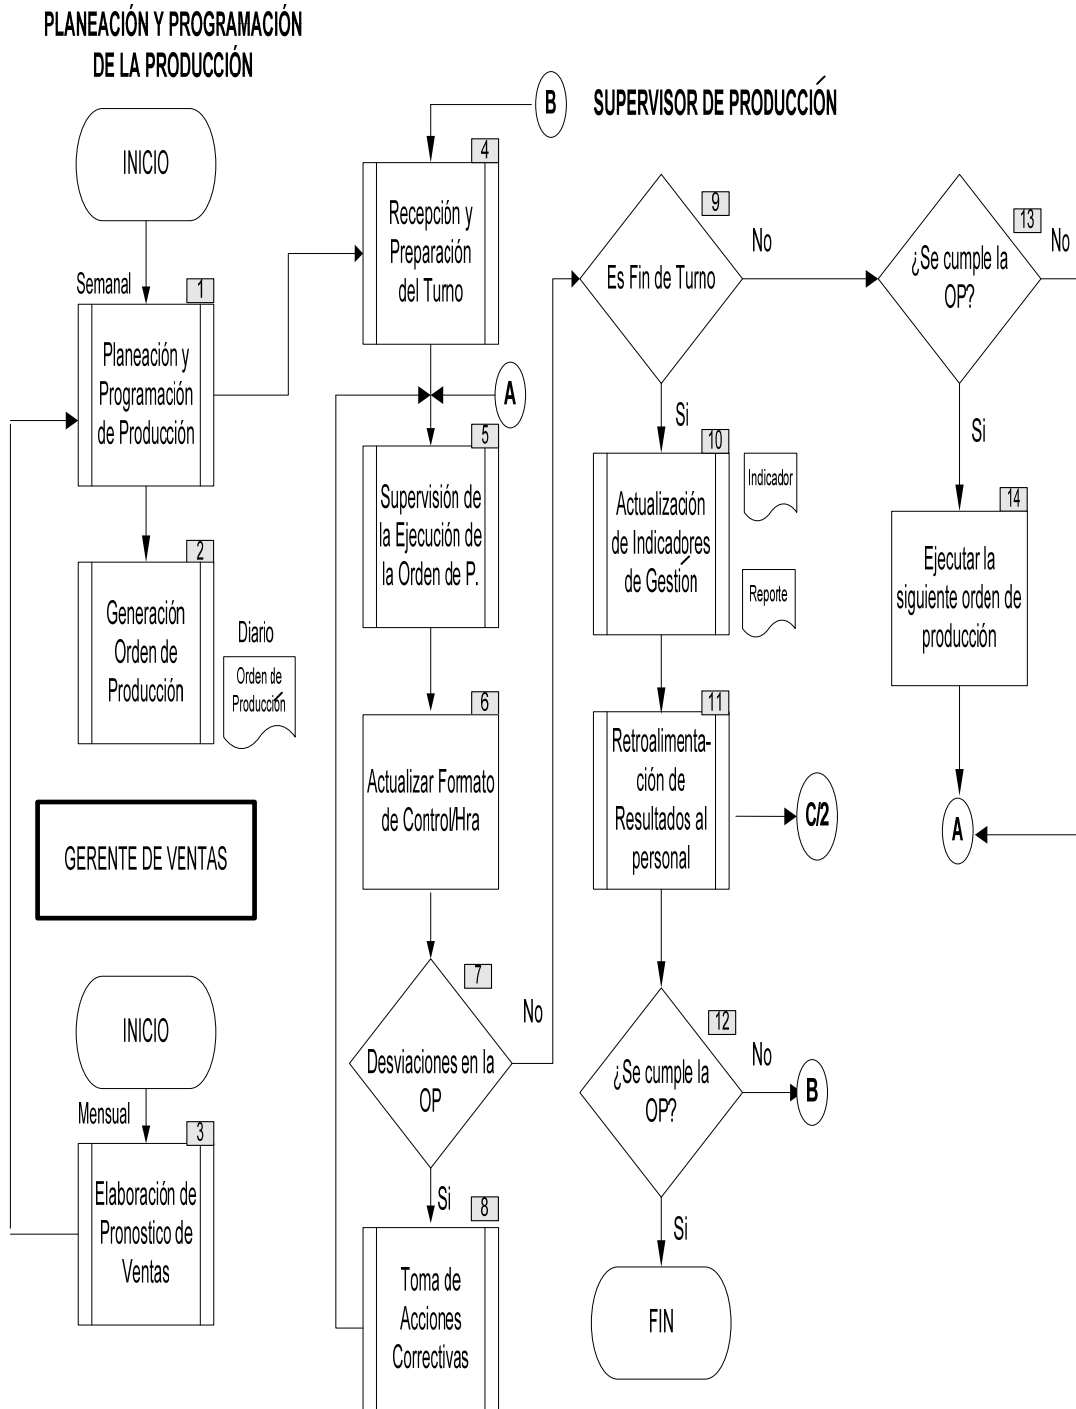 PLANEACIÓN Y PROGRAMACIÓN
DE LA PRODUCCIÓN
INICIO
Semanal
1
Planeación y
Programación
de Producción
2
Generación
Orden de
Producción
Diario
Orden de
Producción
GERENTE DE VENTAS
INICIO
Mensual
3
Elaboración de
Pronostico de
Ventas
B
SUPERVISOR DE PRODUCCIÓN
4
Recepción y
Preparación
del Turno
A
5
Supervisión de
la Ejecución de
la Orden de P.
6
Actualizar Formato
de Control/Hra
7
Desviaciones en la
OP
No
Si
8
Toma de
Acciones
Correctivas
9
Es Fin de Turno
No
Si
10
Actualización
de Indicadores
de Gestión
Indicador
Reporte
11
Retroalimenta-
ción de
Resultados al
personal
C/2
12
¿Se cumple la
OP?
No
B
Si
FIN
13
¿Se cumple la
OP?
No
Si
14
Ejecutar la
siguiente orden de
producción
A